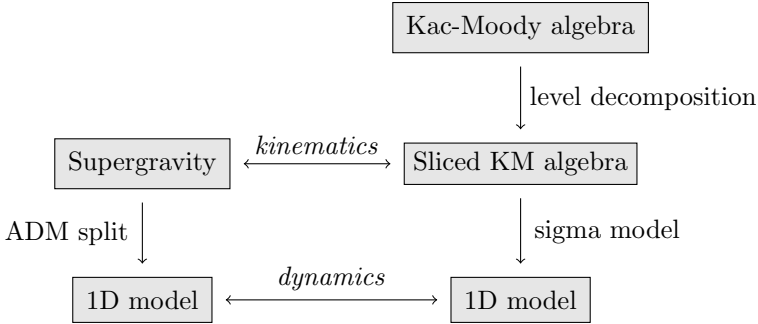 Kac-Moody algebra
level decomposition
kinematics
Supergravity
Sliced KM algebra
ADM split
sigma model
dynamics
1D model
1D model